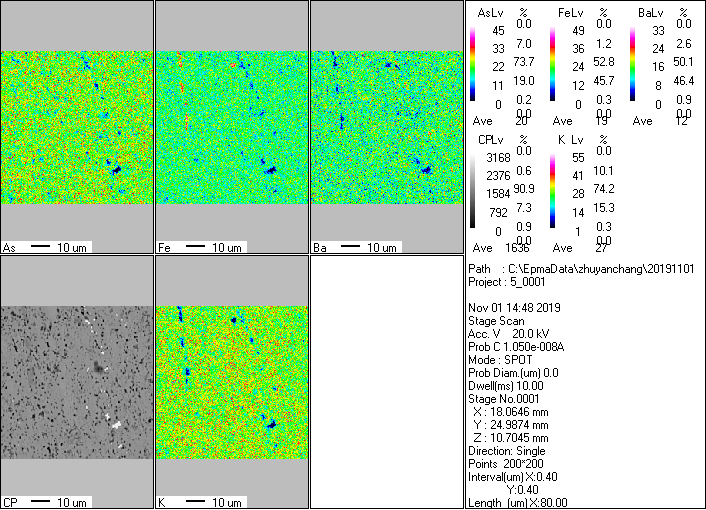 AsLv %
0.0
45
7.0
33
73.7
22
19.0
11
0.2
0
0.0
Ave 20
FeLv %
0.0
49
1.2
36
52.8
24
45.7
12
0.3
0
0.0
Ave 19
BaLv %
0.0
33
2.6
24
50.1
16
46.4
8
0.9
0
0.0
Ave 12
CPLv %
0.0
3168
0.6
2376
90.9
1584
7.3
792
0.9
0
0.0
Ave 1636
K Lv %
0.0
55
10.1
41
74.2
28
15.3
14
0.3
1
0.0
Ave 27
As 10 um
Fe 10 um
Ba 10 um
CP 10 um
K 10 um
Path : C:\EpmaData\zhuyanchang\20191101
Project : 5_0001
Nov 01 14:48 2019
Stage Scan
Acc. V 20.0 kV
Prob C 1.050e-008A
Mode : SPOT
Prob Diam.(um) 0.0
Dwell(ms) 10.00
Stage No.0001
X : 18.0646 mm
Y : 24.9874 mm
Z : 10.7045 mm
Direction: Single
Points 200*200
Interval(um) X:0.40
Y:0.40
Length (um) X:80.00